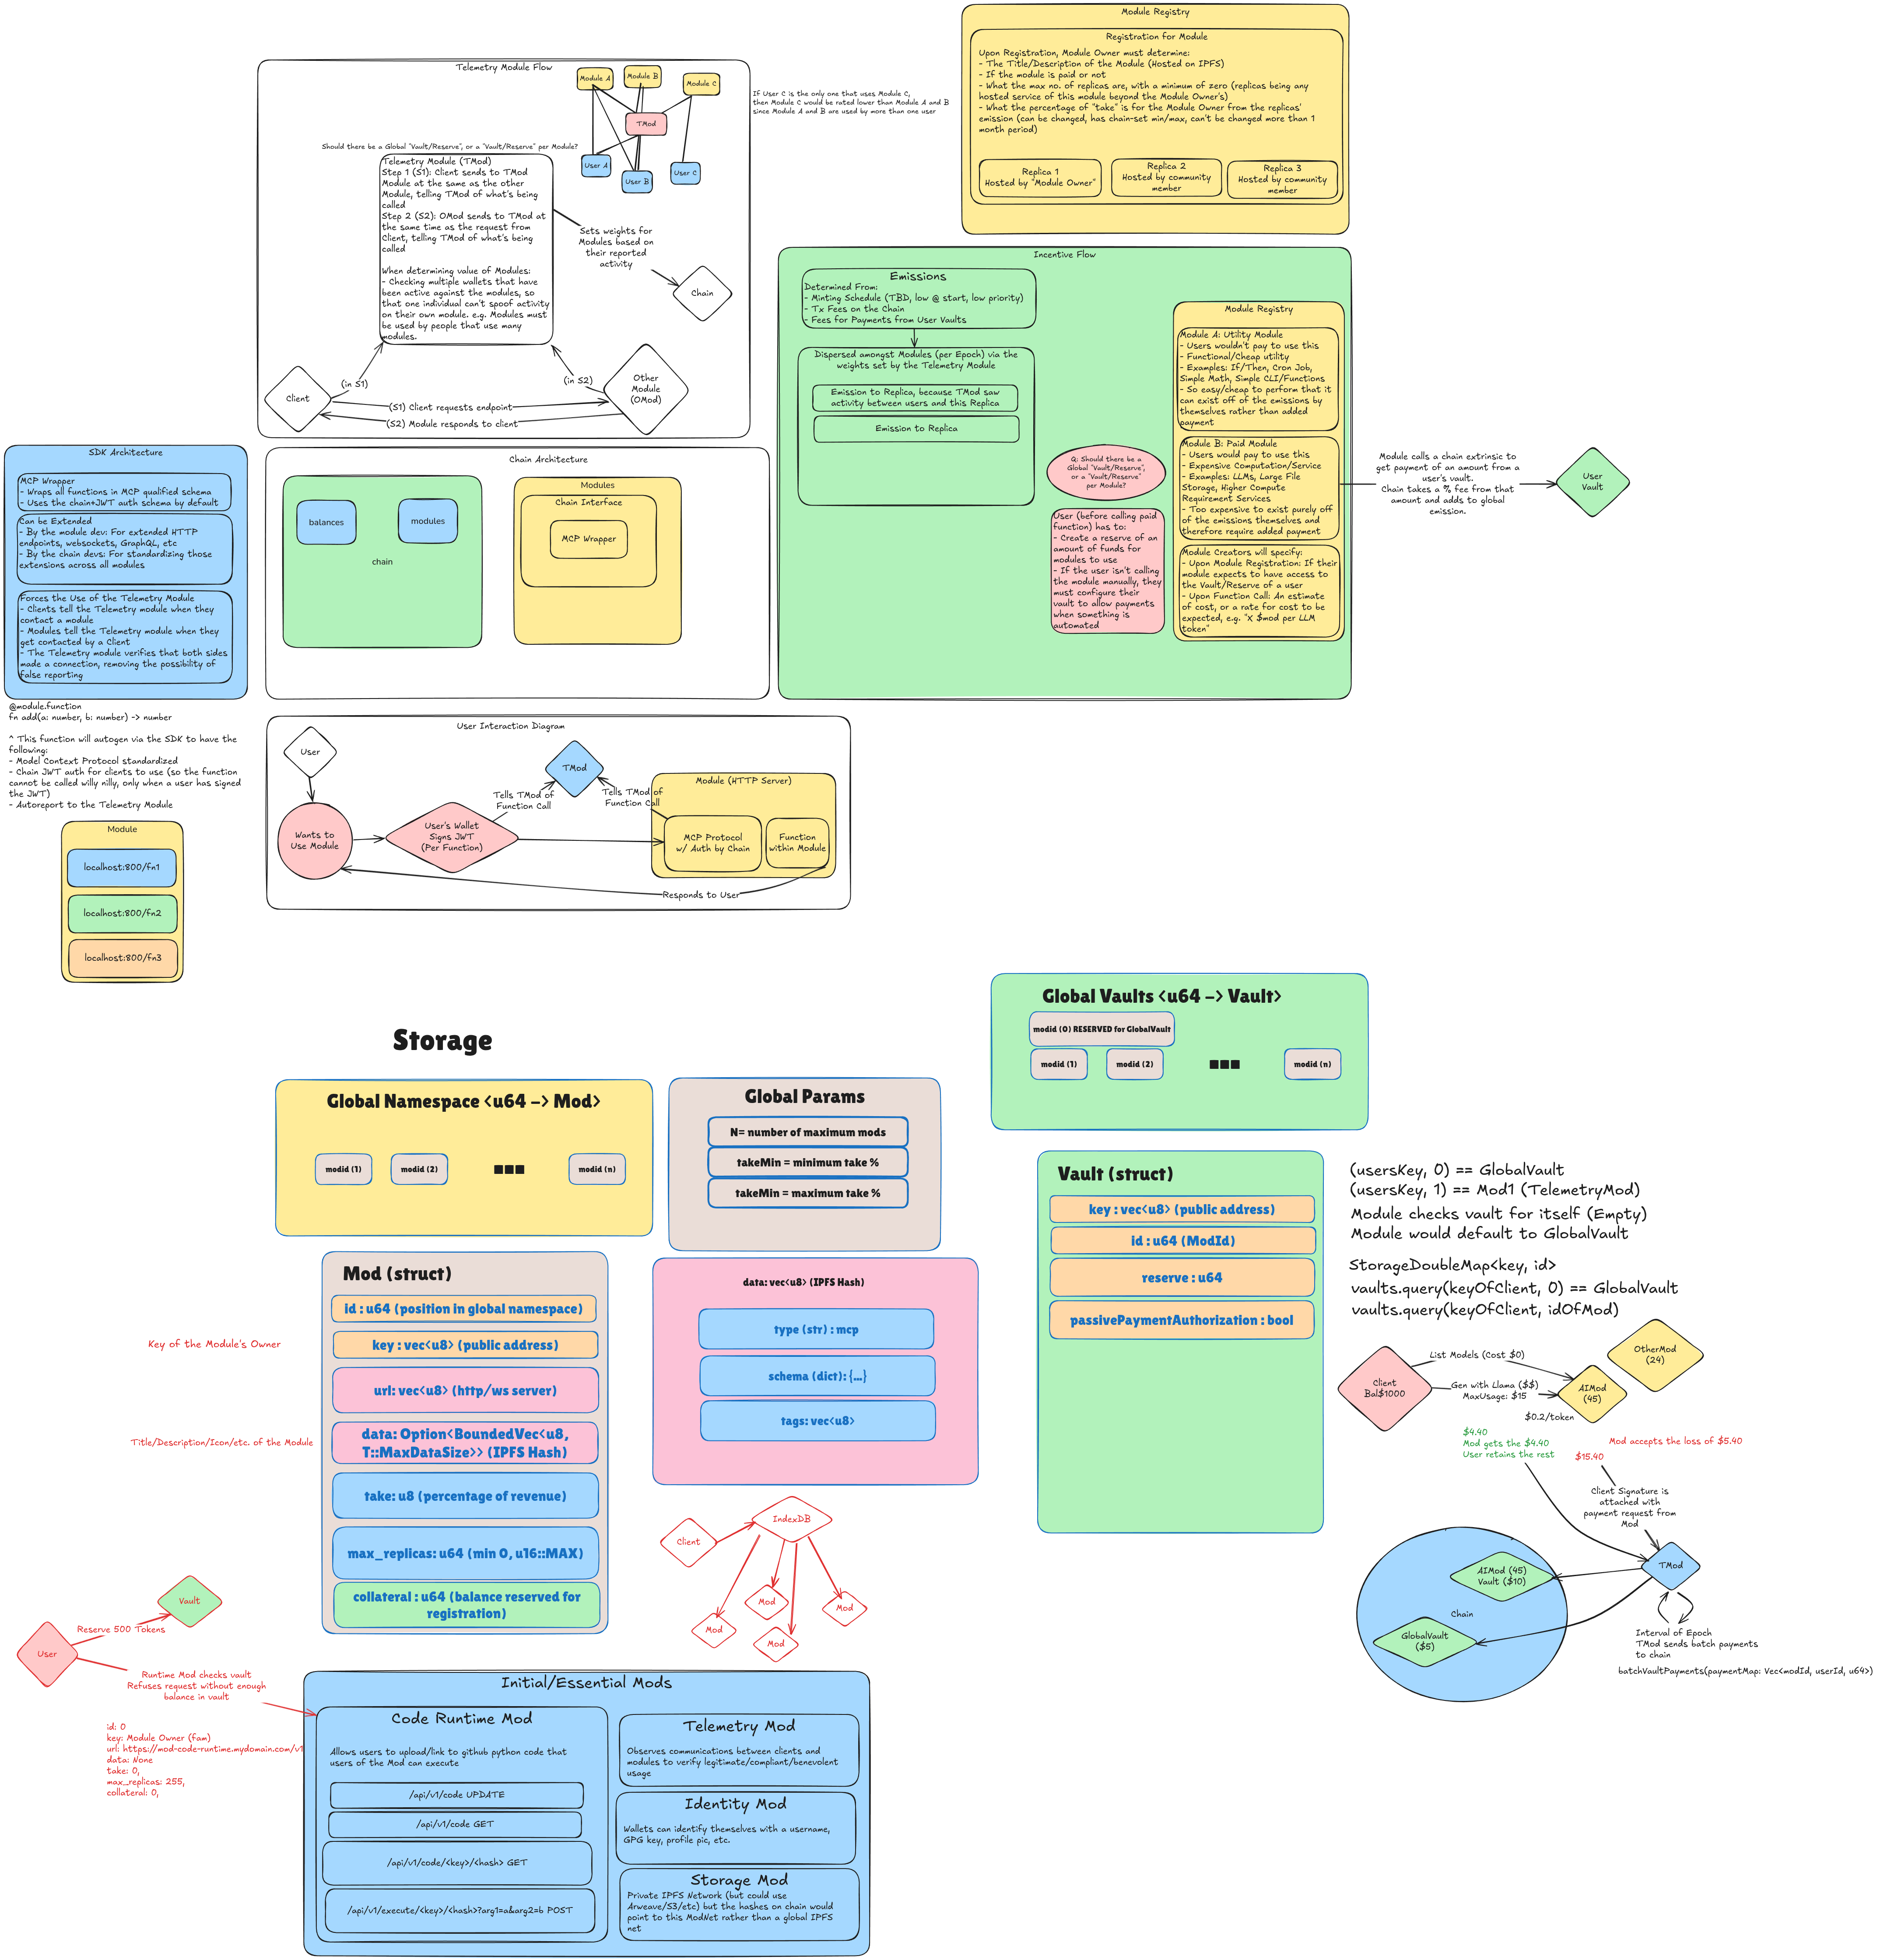 Module Registry
Registration for Module
Upon Registration, Module Owner must determine:
- The Title/Description of the Module (Hosted on IPFS)
- If the module is paid or not
- What the max no. of replicas are, with a minimum of zero (replicas being any
hosted service of this module beyond the Module Owner's)
- What the percentage of "take" is for the Module Owner from the replicas'
emission (can be changed, has chain-set min/max, can't be changed more than 1
month period)
Replica 1
Hosted by "Module Owner"
Replica 2
Hosted by community
member
Replica 3
Hosted by community
member
Telemetry Module Flow
Module A
Module B
Module C
TMod
User A
User B
User C
If User C is the only one that uses Module C,
then Module C would be rated lower than Module A and B
since Module A and B are used by more than one user
Should there be a Global "Vault/Reserve", or a "Vault/Reserve" per Module?
Telemetry Module (TMod)
Step 1 (S1): Client sends to TMod
Module at the same as the other
Module, telling TMod of what's being
called
Step 2 (S2): OMod sends to TMod at
the same time as the request from
Client, telling TMod of what's being
called
When determining value of Modules:
- Checking multiple wallets that have
been active against the modules, so
that one individual can't spoof activity
on their own module. e.g. Modules must
be used by people that use many
modules.
Sets weights for
Modules based on
their reported
activity
Chain
Client
(in S1)
(in S2)
Other
Module
(OMod)
(S1) Client requests endpoint
(S2) Module responds to client
Incentive Flow
Emissions
Determined From:
- Minting Schedule (TBD, low @ start, low priority)
- Tx Fees on the Chain
- Fees for Payments from User Vaults
Dispersed amongst Modules (per Epoch) via the
weights set by the Telemetry Module
Emission to Replica, because TMod saw
activity between users and this Replica
Emission to Replica
Q: Should there be a
Global "Vault/Reserve",
or a "Vault/Reserve"
per Module?
User (before calling paid
function) has to:
- Create a reserve of an
amount of funds for
modules to use
- If the user isn't calling
the module manually, they
must configure their
vault to allow payments
when something is
automated
Module Registry
Module A: Utility Module
- Users wouldn't pay to use this
- Functional/Cheap utility
- Examples: If/Then, Cron Job,
Simple Math, Simple CLI/Functions
- So easy/cheap to perform that it
can exist off of the emissions by
themselves rather than added
payment
Module B: Paid Module
- Users would pay to use this
- Expensive Computation/Service
- Examples: LLMs, Large File
Storage, Higher Compute
Requirement Services
- Too expensive to exist purely off
of the emissions themselves and
therefore require added payment
Module Creators will specify:
- Upon Module Registration: If their
module expects to have access to
the Vault/Reserve of a user
- Upon Function Call: An estimate
of cost, or a rate for cost to be
expected, e.g. "X $mod per LLM
token"
Module calls a chain extrinsic to
get payment of an amount from a
user's vault.
Chain takes a % fee from that
amount and adds to global
emission.
User
Vault
SDK Architecture
MCP Wrapper
- Wraps all functions in MCP qualified schema
- Uses the chain+JWT auth schema by default
Can be Extended
- By the module dev: For extended HTTP
endpoints, websockets, GraphQL, etc
- By the chain devs: For standardizing those
extensions across all modules
Forces the Use of the Telemetry Module
- Clients tell the Telemetry module when they
contact a module
- Modules tell the Telemetry module when they
get contacted by a Client
- The Telemetry module verifies that both sides
made a connection, removing the possibility of
false reporting
Chain Architecture
balances
modules
chain
Modules
Chain Interface
MCP Wrapper
@module.function
fn add(a: number, b: number) -> number
^ This function will autogen via the SDK to have the
following:
- Model Context Protocol standardized
- Chain JWT auth for clients to use (so the function
cannot be called willy nilly, only when a user has signed
the JWT)
- Autoreport to the Telemetry Module
Module
localhost:800/fn1
localhost:800/fn2
localhost:800/fn3
User Interaction Diagram
User
TMod
Wants to
Use Module
User's Wallet
Signs JWT
(Per Function)
Tells TMod of
Function Call
Tells TMod of
Function Call
Module (HTTP Server)
MCP Protocol
w/ Auth by Chain
Function
within Module
Responds to User
Storage
Global Namespace <u64 -> Mod>
modid (1)
modid (2)
modid (n)
Global Params
N= number of maximum mods
takeMin = minimum take %
takeMin = maximum take %
Global Vaults <u64 -> Vault>
modid (0) RESERVED for GlobalVault
modid (1)
modid (2)
modid (n)
Mod (struct)
id : u64 (position in global namespace)
key : vec<u8> (public address)
url: vec<u8> (http/ws server)
data: Option<BoundedVec<u8,
T::MaxDataSize>> (IPFS Hash)
take: u8 (percentage of revenue)
max_replicas: u64 (min 0, u16::MAX)
collateral : u64 (balance reserved for
registration)
Key of the Module's Owner
Title/Description/Icon/etc. of the Module
data: vec<u8> (IPFS Hash)
type (str) : mcp
schema (dict): {...}
tags: vec<u8>
Vault (struct)
key : vec<u8> (public address)
id : u64 (ModId)
reserve : u64
passivePaymentAuthorization : bool
(usersKey, 0) == GlobalVault
(usersKey, 1) == Mod1 (TelemetryMod)
Module checks vault for itself (Empty)
Module would default to GlobalVault
StorageDoubleMap<key, id>
vaults.query(keyOfClient, 0) == GlobalVault
vaults.query(keyOfClient, idOfMod)
Client
Bal$1000
List Models (Cost $0)
Gen with Llama ($$)
MaxUsage: $15
OtherMod
(24)
AIMod
(45)
$0.2/token
$4.40
Mod gets the $4.40
User retains the rest
$15.40
Mod accepts the loss of $5.40
Client Signature is
attached with
payment request from
Mod
TMod
AIMod (45)
Vault ($10)
Chain
GlobalVault
($5)
Interval of Epoch
TMod sends batch payments
to chain
batchVaultPayments(paymentMap: Vec<modId, userId, u64>)
Client
IndexDB
Mod
Mod
Mod
Mod
Vault
Reserve 500 Tokens
User
Runtime Mod checks vault
Refuses request without enough
balance in vault
id: 0
key: Module Owner (fam)
url: https://mod-code-runtime.mydomain.com/v1
data: None
take: 0,
max_replicas: 255,
collateral: 0,
Initial/Essential Mods
Code Runtime Mod
Allows users to upload/link to github python code that
users of the Mod can execute
/api/v1/code UPDATE
/api/v1/code GET
/api/v1/code/<key>/<hash> GET
/api/v1/execute/<key>/<hash>?arg1=a&arg2=b POST
Telemetry Mod
Observes communications between clients and
modules to verify legitimate/compliant/benevolent
usage
Identity Mod
Wallets can identify themselves with a username,
GPG key, profile pic, etc.
Storage Mod
Private IPFS Network (but could use
Arweave/S3/etc) but the hashes on chain would
point to this ModNet rather than a global IPFS
net